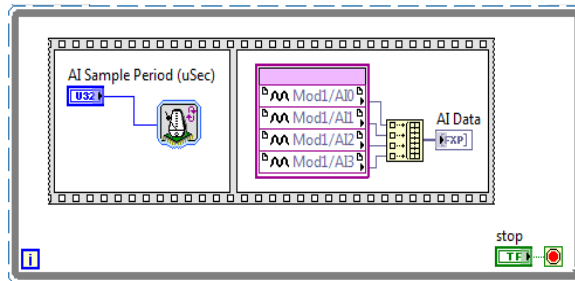 AI Sample Period (uSec)
U32
Mod1/AI0
Mod1/AI1
Mod1/AI2
Mod1/AI3
AI Data
FXP
stop
TF
i